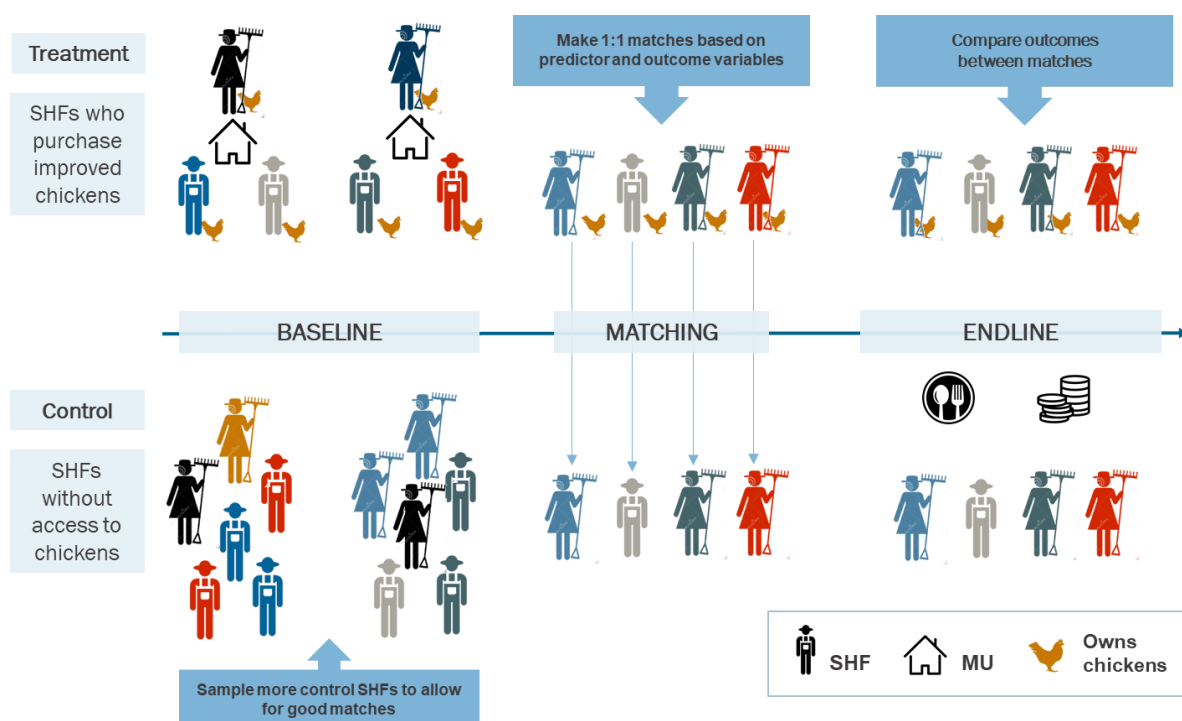 Treatment
SHFs who
purchase
improved
chickens
Make 1:1 matches based on
predictor and outcome variables
Compare outcomes
between matches
BASELINE
MATCHING
ENDLINE
Control
SHFs
without
access to
chickens
Sample more control SHFs to allow
for good matches
SHF
MU
Owns
chickens